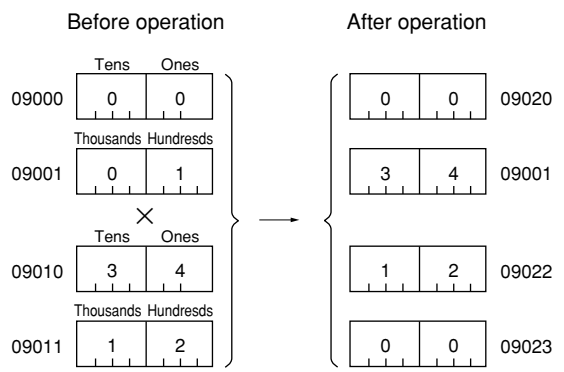 Before operation After operation
Tens Ones
09000 0 0 0 0 09020
Thousands Hundresds
09001 0 1 3 4 09001
×
Tens Ones
09010 3 4 1 2 09022
Thousands Hundresds
09011 1 2 0 0 09023